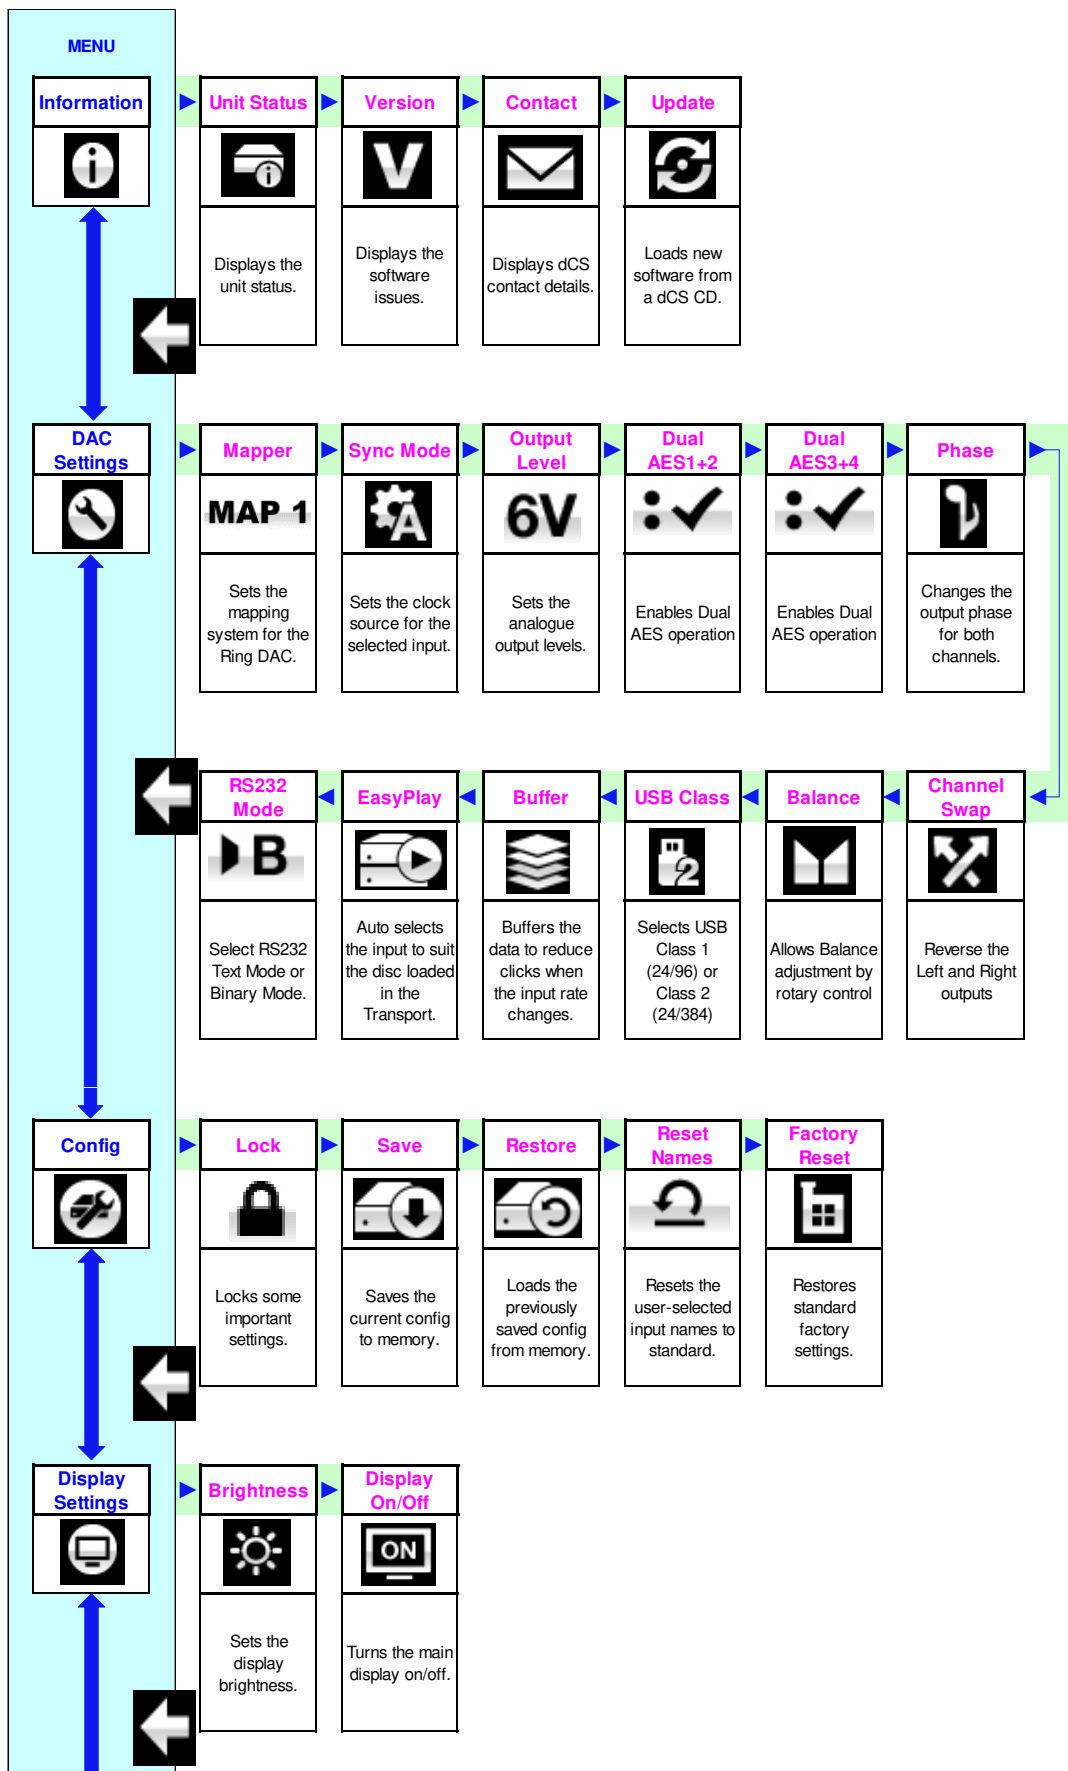 MENU
Information
Unit Status
Version
Contact
Update
V
Displays the
unit status.
Displays the
software
issues.
Displays dCS
contact details.
Loads new
software from
a dCS CD.
DAC
Settings
Mapper
Sync Mode
Output
Level
Dual
AES1+2
Dual
AES3+4
Phase
MAP 1
A
6V
Sets the
mapping
system for the
Ring DAC.
Sets the clock
source for the
selected input.
Sets the
analogue
output levels.
Enables Dual
AES operation
Enables Dual
AES operation
Changes the
output phase
for both
channels.
RS232
Mode
EasyPlay
Buffer
USB Class
Balance
Channel
Swap
B
2
Select RS232
Text Mode or
Binary Mode.
Auto selects
the input to suit
the disc loaded
in the
Transport.
Buffers the
data to reduce
clicks when
the input rate
changes.
Selects USB
Class 1
(24/96) or
Class 2
(24/384)
Allows Balance
adjustment by
rotary control
Reverse the
Left and Right
outputs
Config
Lock
Save
Restore
Reset
Names
Factory
Reset
Locks some
important
settings.
Saves the
current config
to memory.
Loads the
previously
saved config
from memory.
Resets the
user-selected
input names to
standard.
Restores
standard
factory
settings.
Display
Settings
Brightness
Display
On/Off
ON
Sets the
display
brightness.
Turns the main
display on/off.